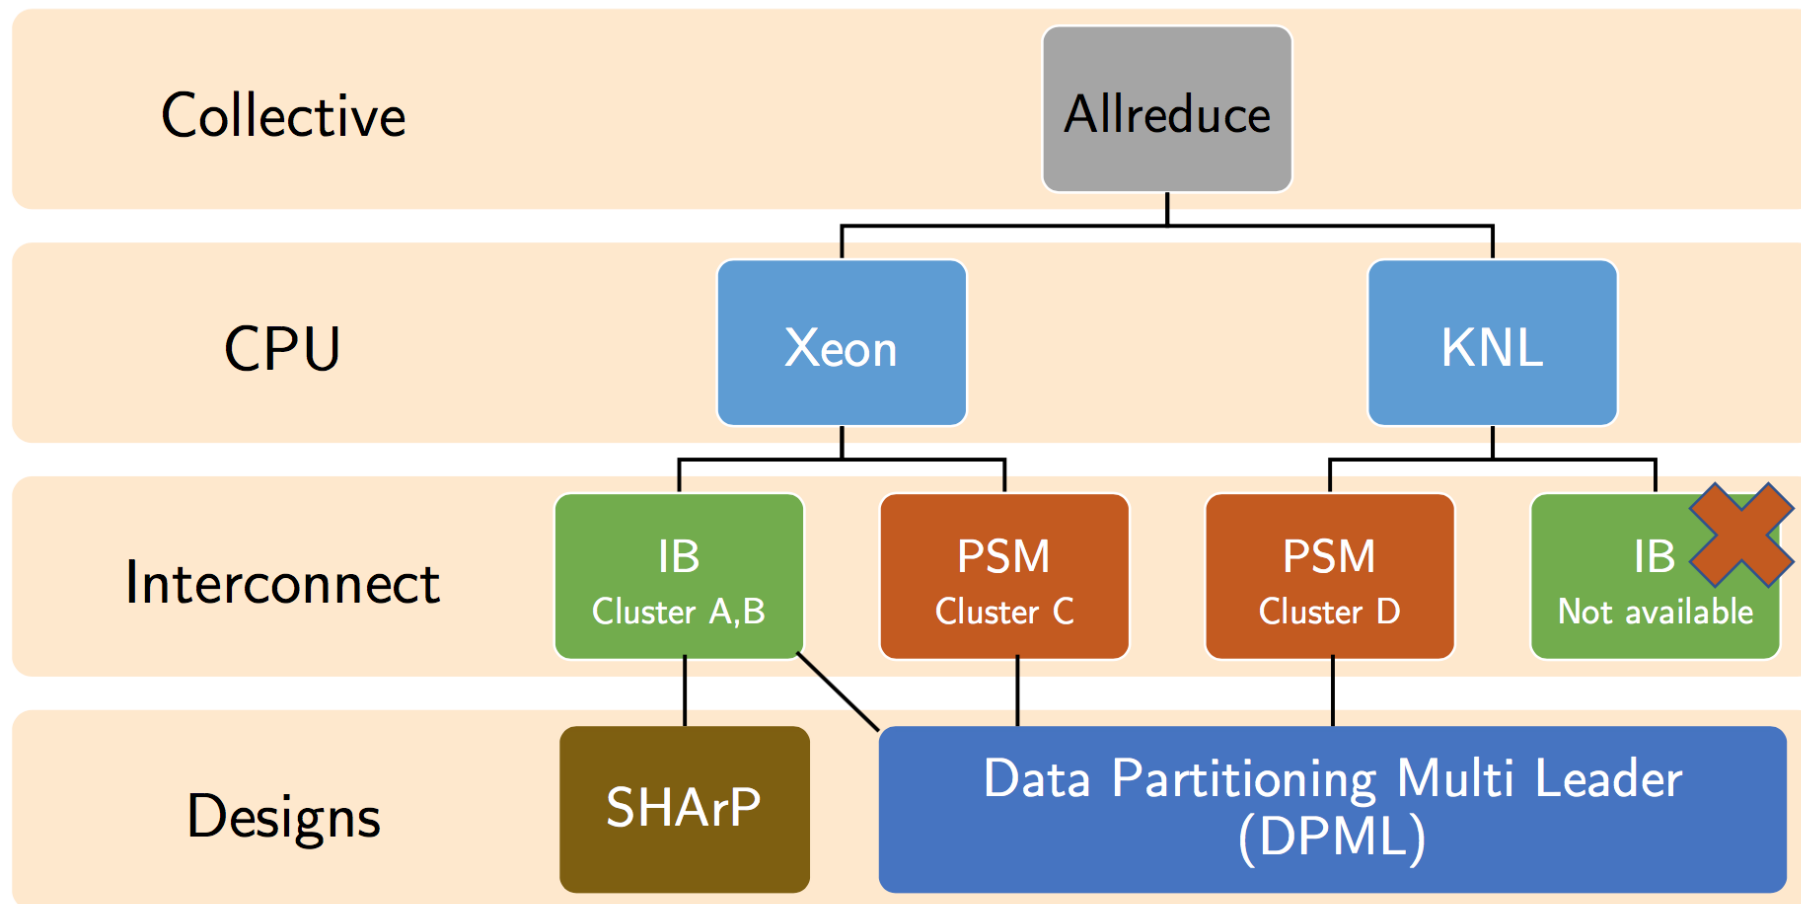 Collective
Allreduce
CPU
Xeon
KNL
Interconnect
IB
Cluster A,B
PSM
Cluster C
PSM
Cluster D
IB
Not available
Designs
SHArP
Data Partitioning Multi Leader
(DPML)